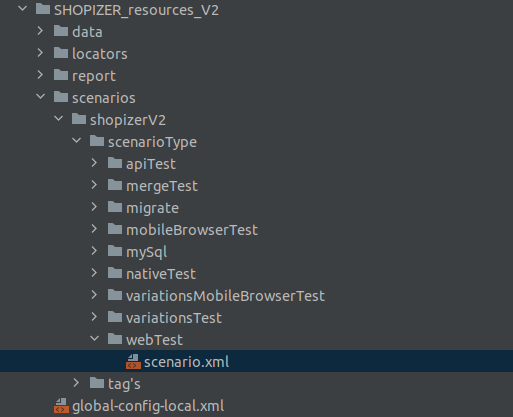 SHOPIZER_resources_V2
data
locators
report
scenarios
shopizerV2
scenarioType
apiTest
mergeTest
migrate
mobileBrowserTest
mySql
nativeTest
variationsMobileBrowserTest
variationsTest
webTest
scenario.xml
tag's
global-config-local.xml